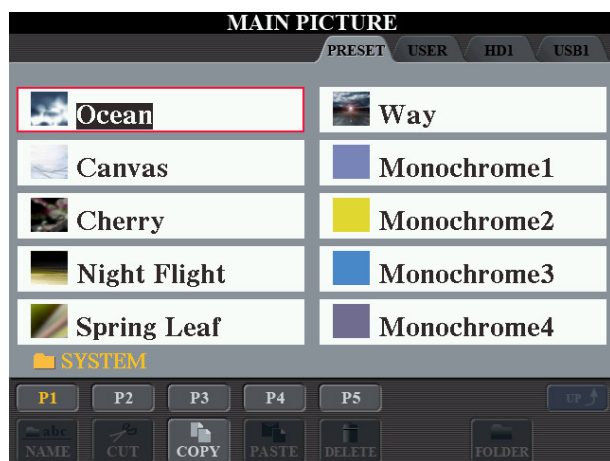 MAIN PICTURE
PRESET USER HD1 USB1
Ocean Way
Canvas Monochrome1
Cherry Monochrome2
Night Flight Monochrome3
Spring Leaf Monochrome4
SYSTEM
P1 P2 P3 P4 P5 UP
abc
NAME CUT COPY PASTE DELETE FOLDER